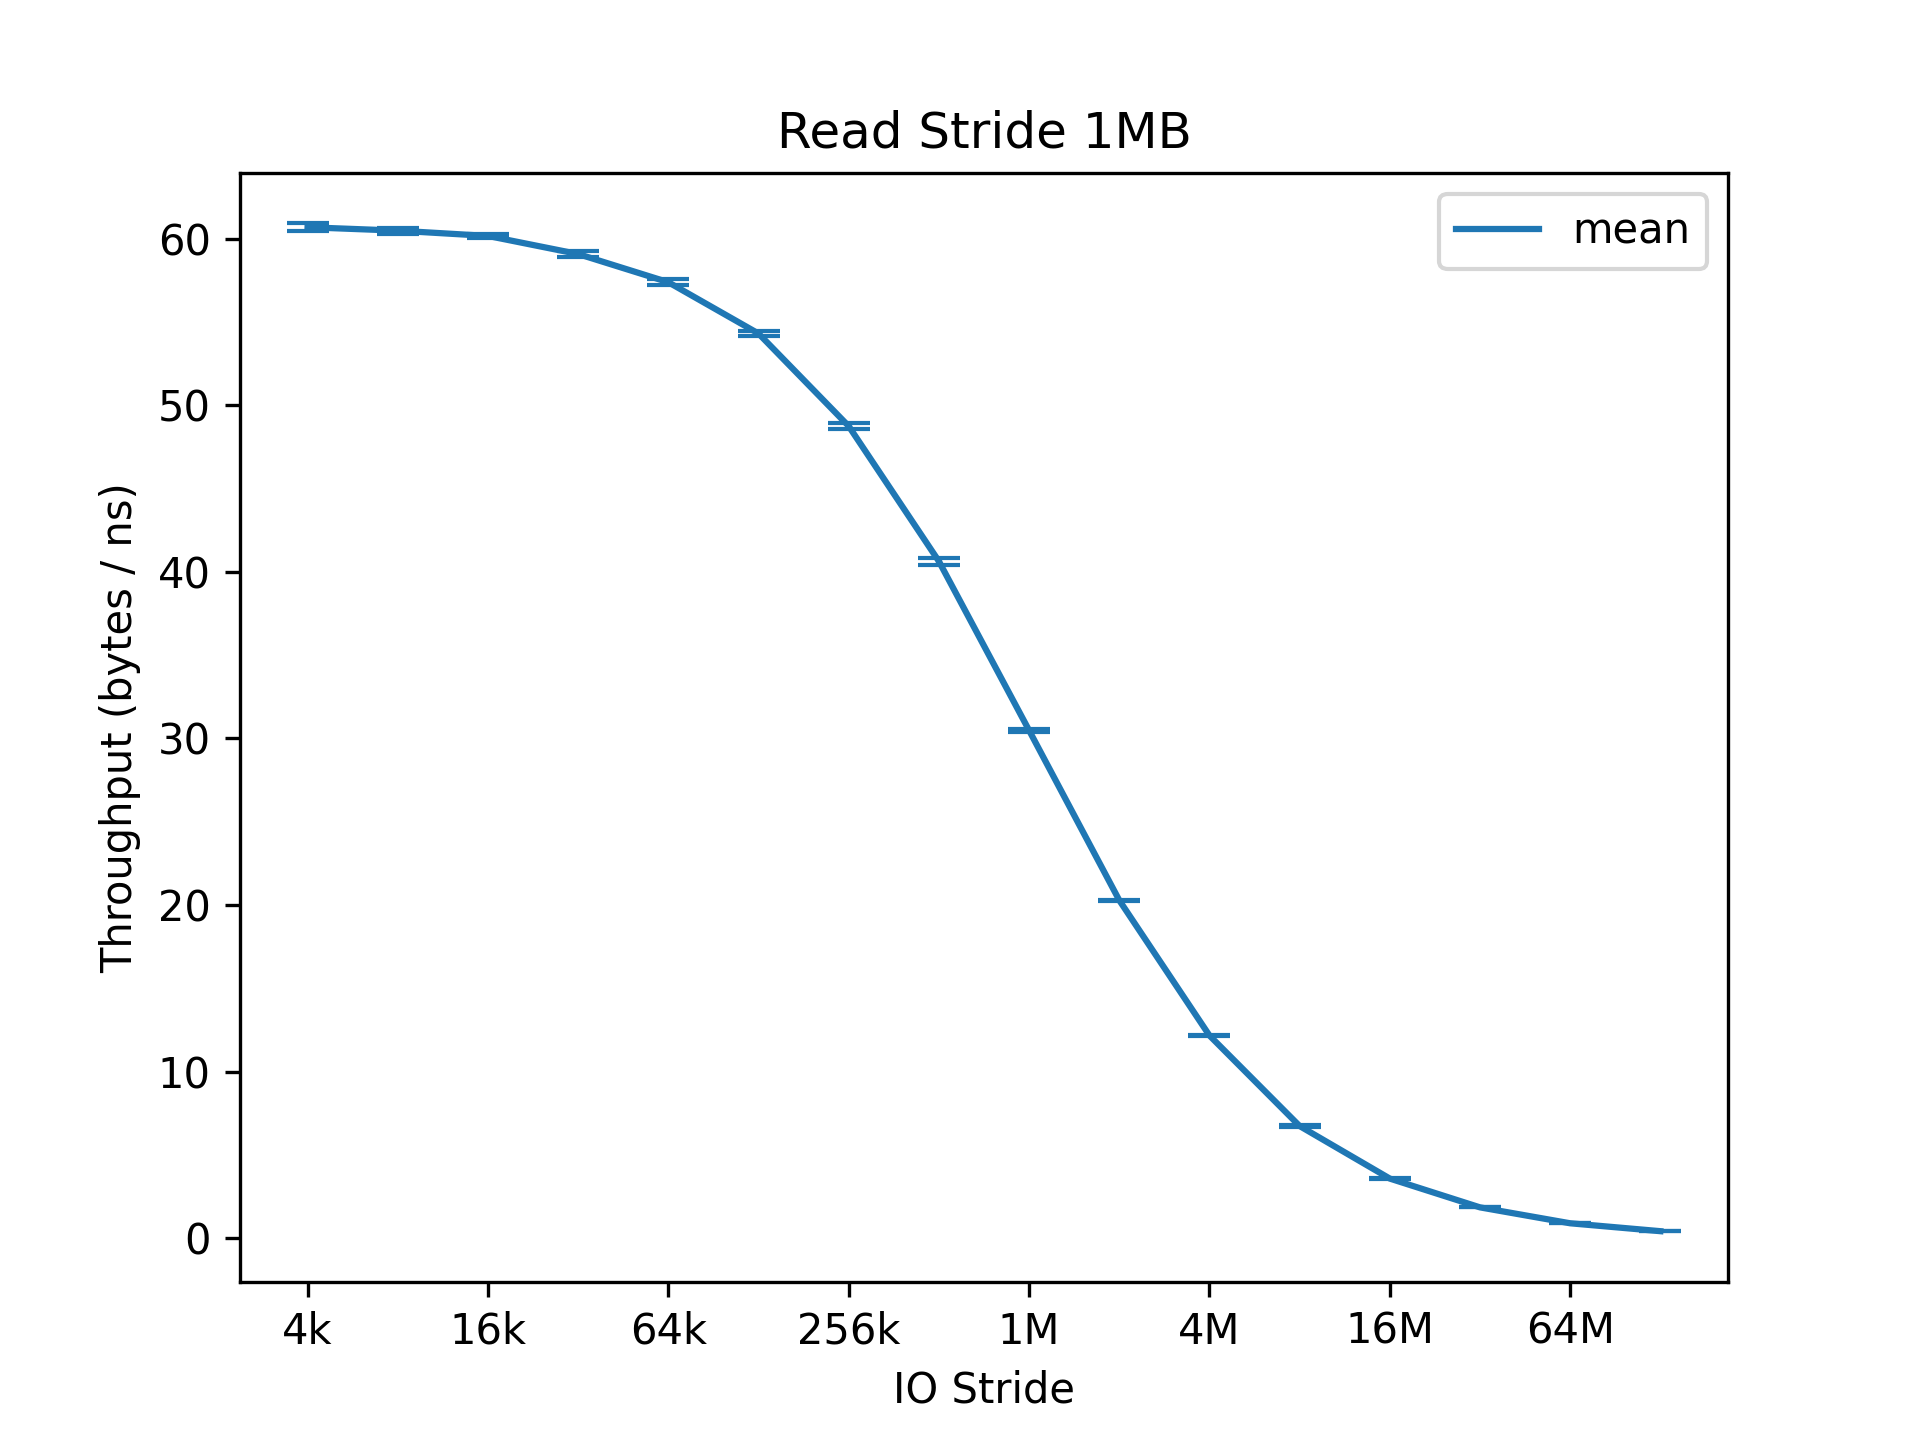 Read Stride 1MB
mean
60
50
40
30
20
10
0
Throughput (bytes / ns)
4k 16k 64k 256k 1M 4M 16M 64M
IO Stride